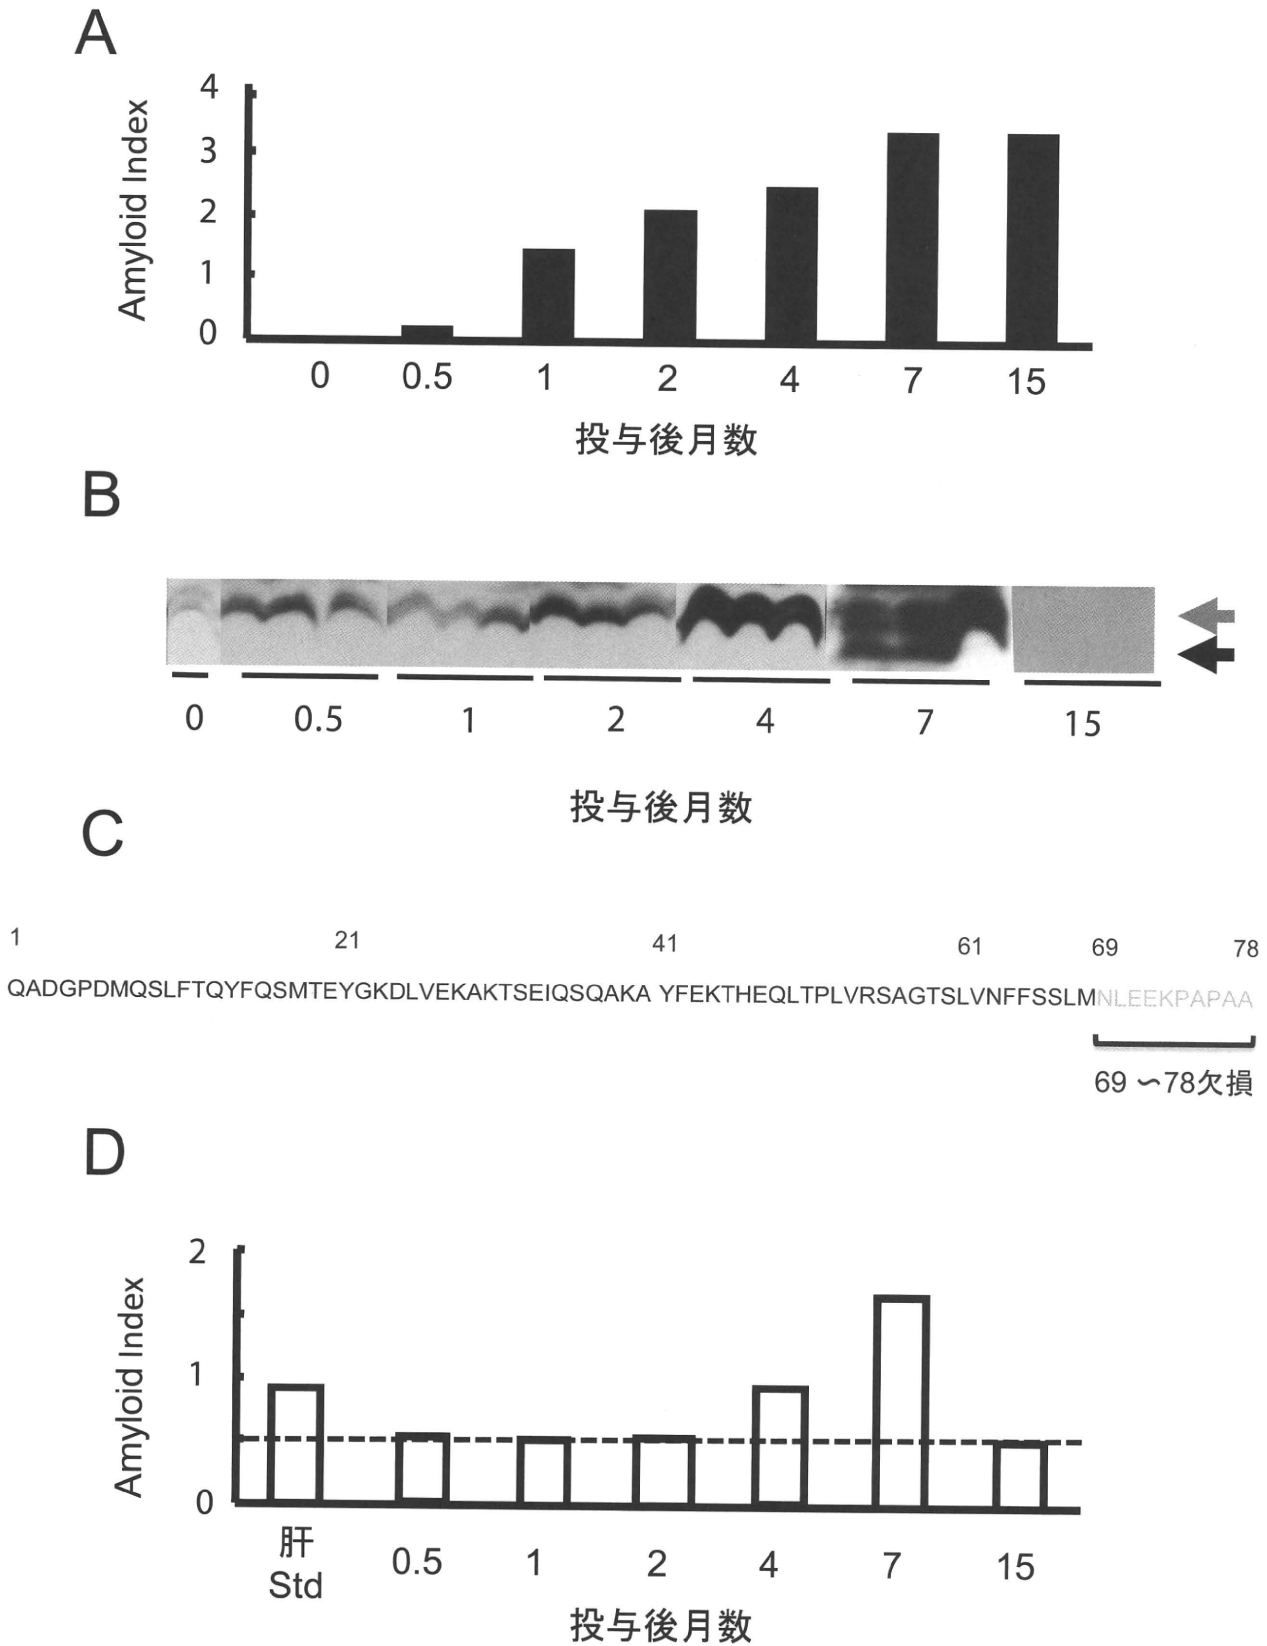 A
Amyloid Index
4
3
2
1
0
0 0.5 1 2 4 7 15
投与後月数
B
0 0.5 1 2 4 7 15
投与後月数
C
1 21 41 61 69 78
QADGPDMQSLFTQYFQSMTEYGKDLVEKAKTSEIQSQAKA YFEKTHEQLTPLVRSAGTSLVNFFSSLMNLEEKPAPAA
69 〜78欠損
D
Amyloid Index
2
1
0
肝 0.5 1 2 4 7 15
Std
投与後月数